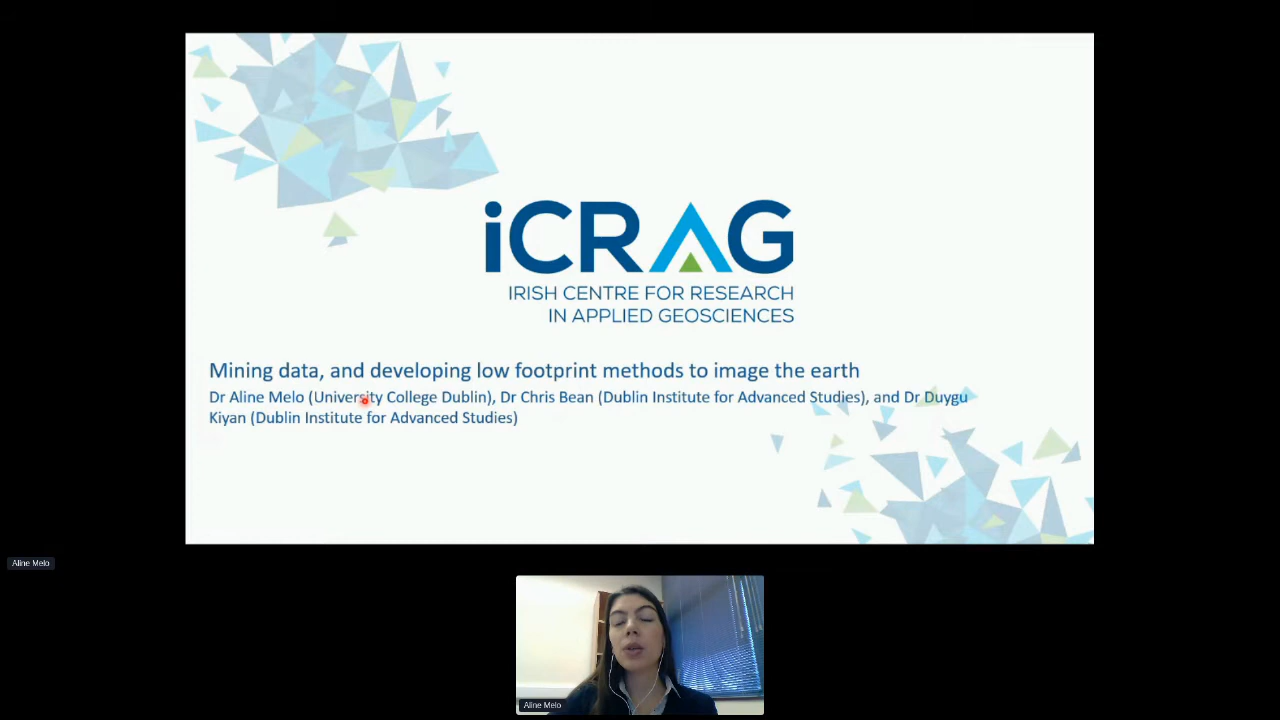 iCRAG
IRISH CENTRE FOR RESEARCH
IN APPLIED GEOSCIENCES
Mining data, and developing low footprint methods to image the earth
Dr Aline Melo (University College Dublin), Dr Chris Bean (Dublin Institute for Advanced Studies), and Dr Duygu
Kiyan (Dublin Institute for Advanced Studies)
Aline Melo
Aline Melo